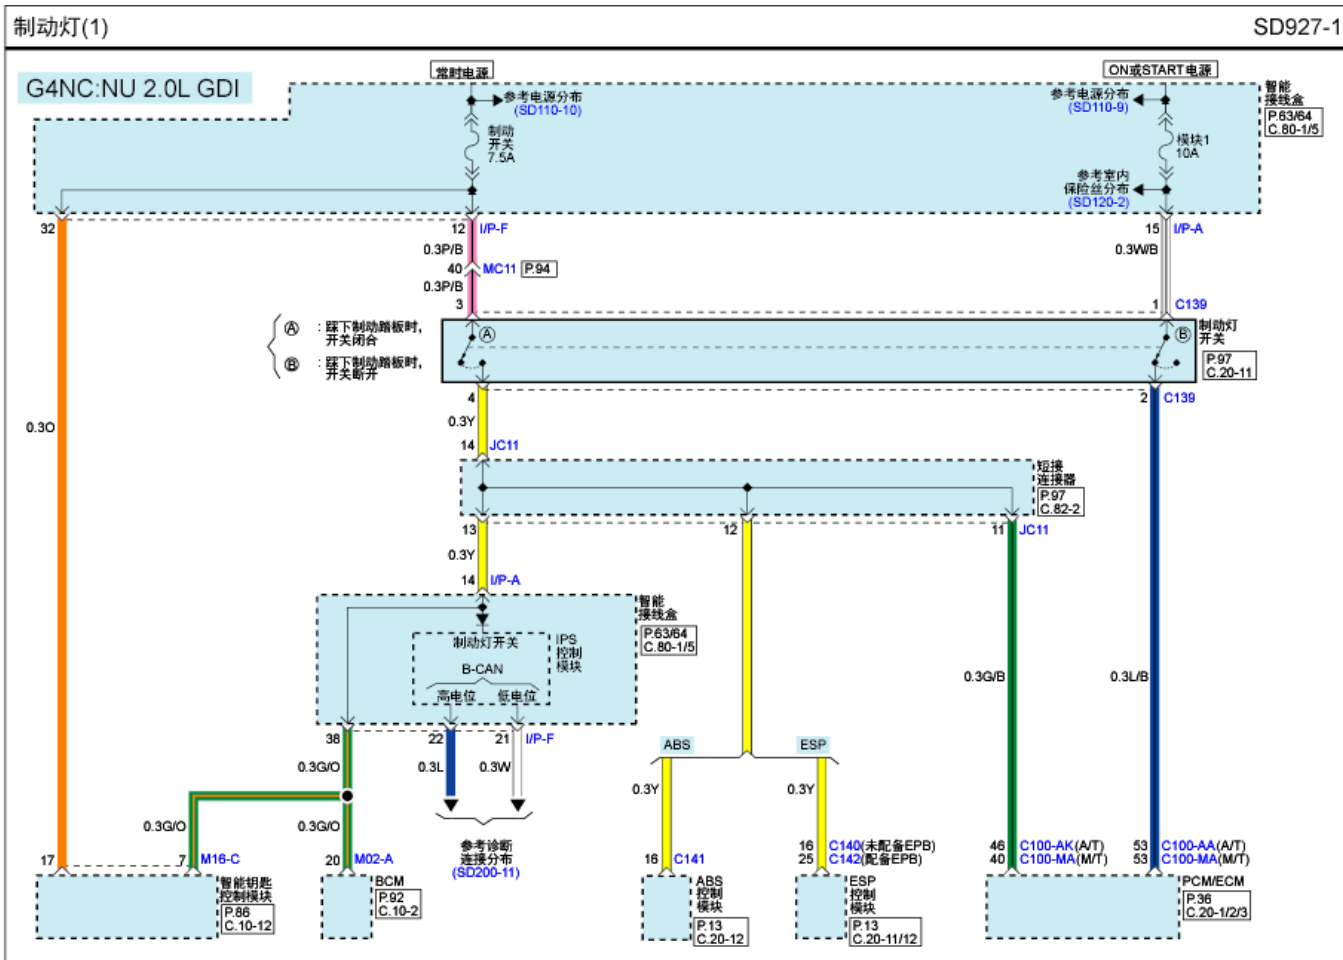 制动灯(1)
SD927-1
G4NC:NU 2.0L GDI
常时电源
ON或START电源
参考电源分布
(SD110-10)
参考电源分布
(SD110-9)
智能
接线盒
P.63/64
C.80-1/5
制动
开关
7.5A
模块1
10A
参考室内
保险丝分布
(SD120-2)
32
12
I/P-F
15
I/P-A
0.3P/B
0.3W/B
40
MC11
P.94
0.3P/B
3
1
C139
Ⓐ
:踩下制动踏板时,
开关闭合
Ⓑ
:踩下制动踏板时,
开关断开
Ⓐ
Ⓑ
制动灯
开关
P.97
C.20-11
4
2
C139
0.3O
0.3Y
14
JC11
短接
连接器
P.97
C.82-2
13
12
11
JC11
0.3Y
14
I/P-A
智能
接线盒
P.63/64
C.80-1/5
制动灯开关
IPS
控制
模块
B-CAN
高电位
低电位
0.3G/B
0.3L/B
38
22
21
I/P-F
ABS
ESP
0.3G/O
0.3L
0.3W
0.3Y
0.3Y
0.3G/O
0.3G/O
参考诊断
连接分布
(SD200-11)
17
7
M16-C
20
M02-A
16
C141
16
C140(未配备EPB)
25
C142(配备EPB)
46
C100-AK(A/T)
40
C100-MA(M/T)
53
C100-AA(A/T)
53
C100-MA(M/T)
智能钥匙
控制模块
P.86
C.10-12
BCM
P.92
C.10-2
ABS
控制
模块
P.13
C.20-12
ESP
控制
模块
P.13
C.20-11/12
PCM/ECM
P.36
C.20-1/2/3